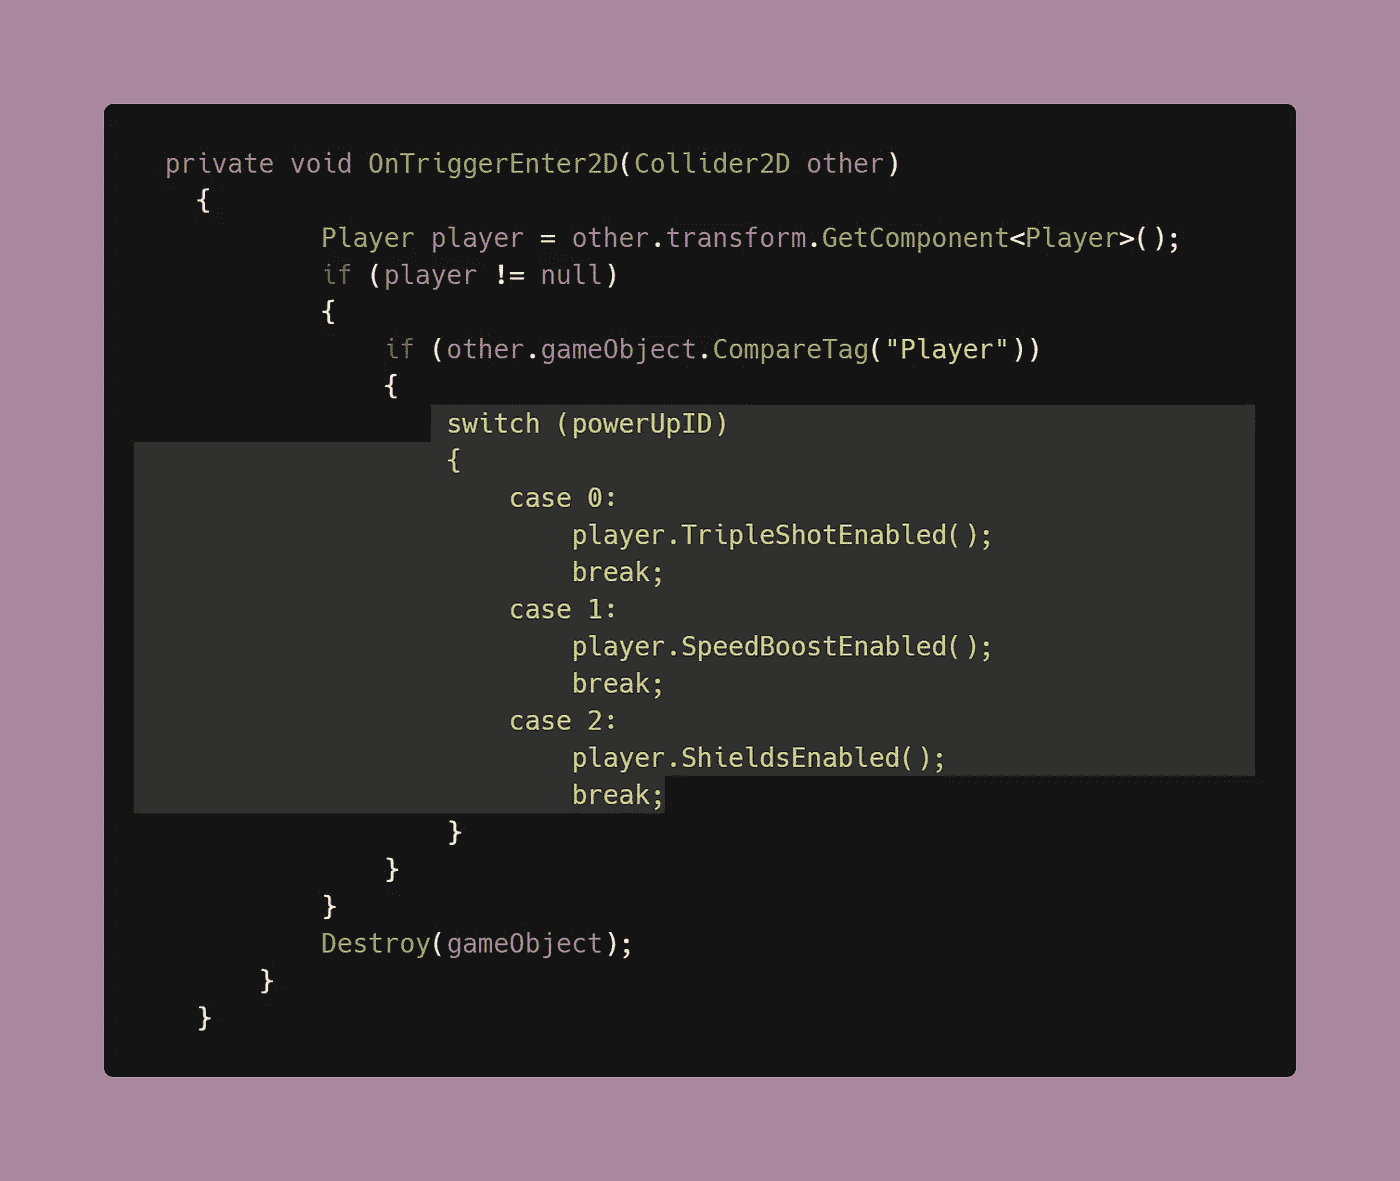 private void OnTriggerEnter2D(Collider2D other)
{
Player player = other.transform.GetComponent<Player>();
if (player != null)
{
if (other.gameObject.CompareTag("Player"))
{
switch (powerUpID)
{
case 0:
player.TripleShotEnabled();
break;
case 1:
player.SpeedBoostEnabled();
break;
case 2:
player.ShieldsEnabled();
break;
}
}
}
Destroy(gameObject);
}
}